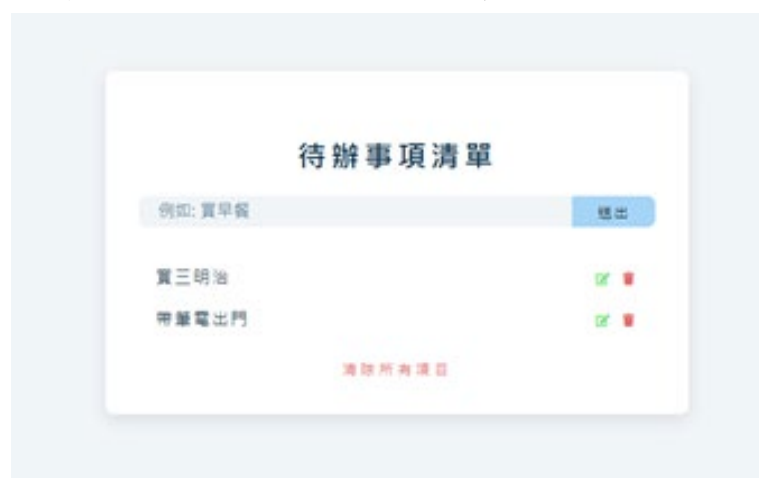 待辦事項清單
例如: 買早餐
送出
買三明治
帶筆電出門
清除所有項目